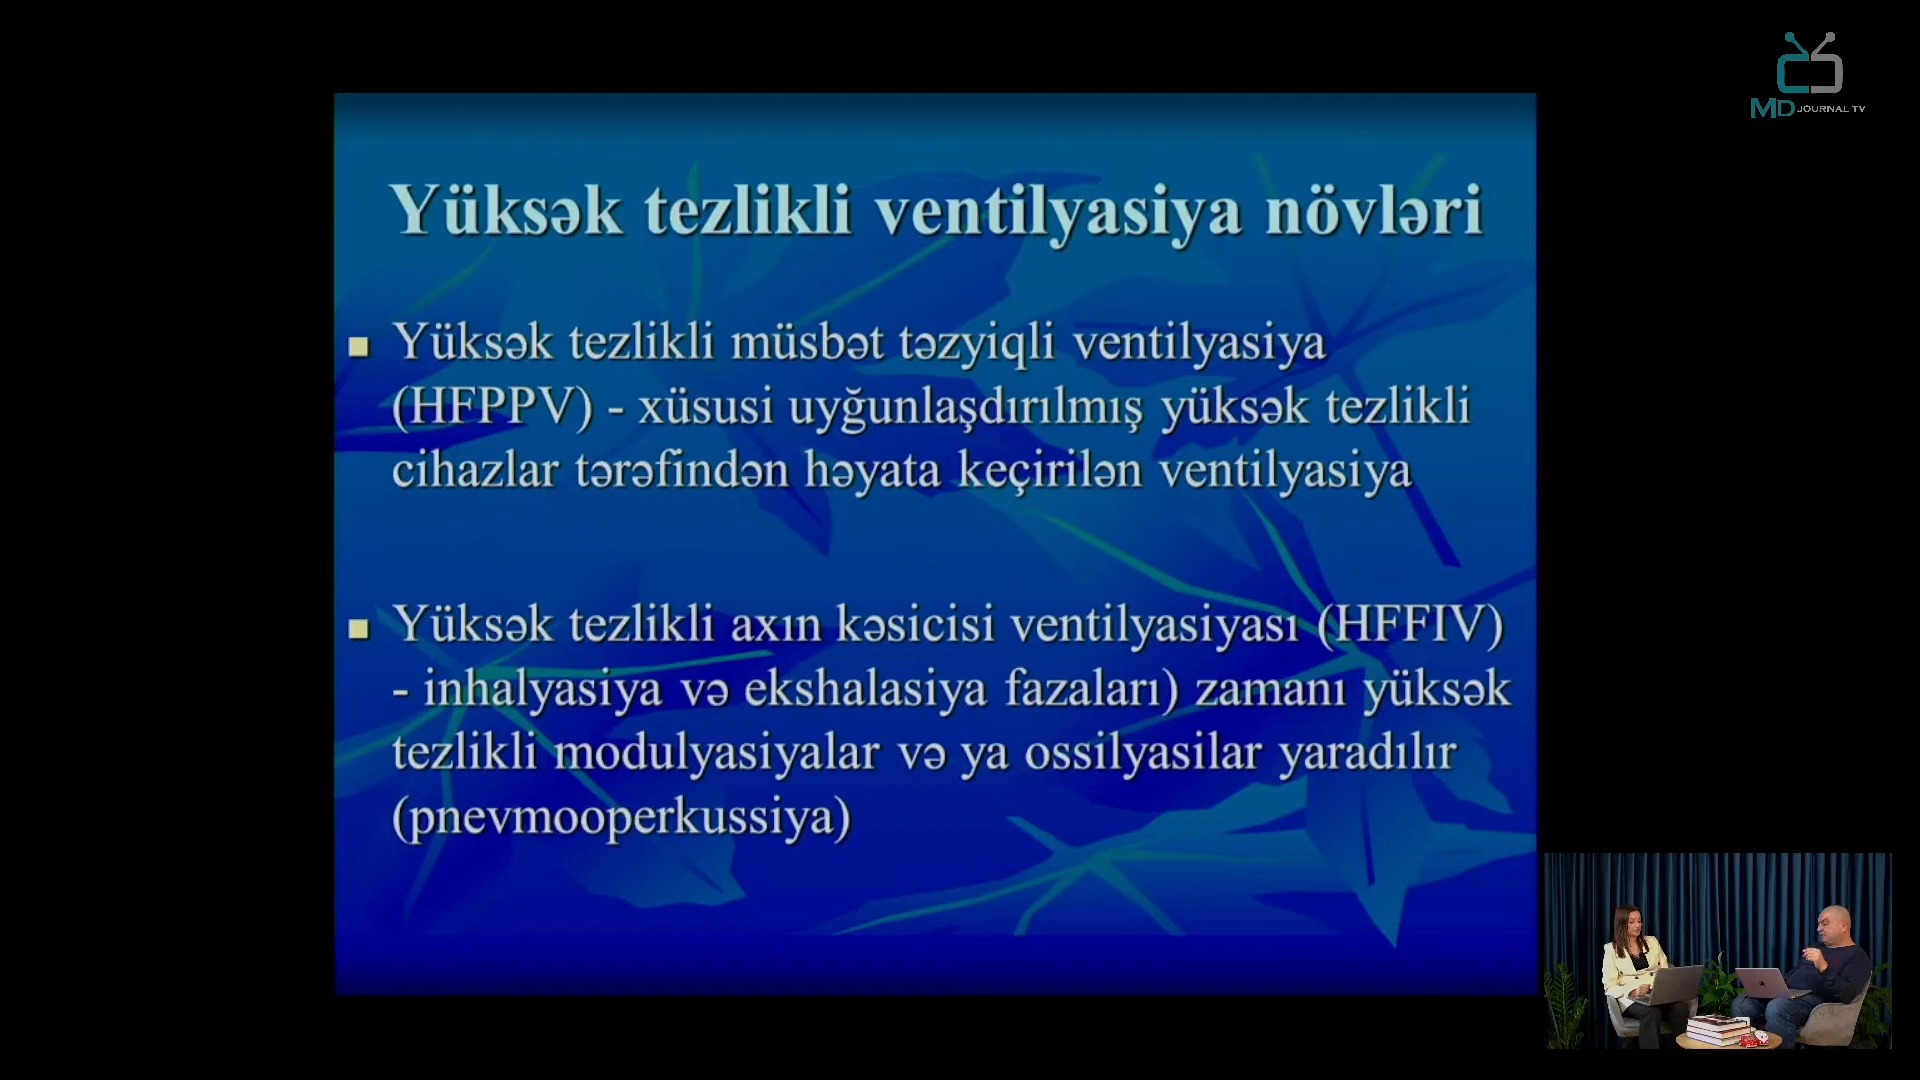 MD JOURNAL TV
Yüksək tezlikli ventilyasiya növləri
Yüksək tezlikli müsbət təzyiqli ventilyasiya
(HFPPV) - xüsusi uyğunlaşdırılmış yüksək tezlikli
cihazlar tərəfindən həyata keçirilən ventilyasiya
Yüksək tezlikli axın kəsicisi ventilyasiyası (HFFIV)
- inhalyasiya və ekshalasiya fazaları) zamanı yüksək
tezlikli modulyasiyalar və ya ossilyasilar yaradılır
(pnevmooperkussiya)